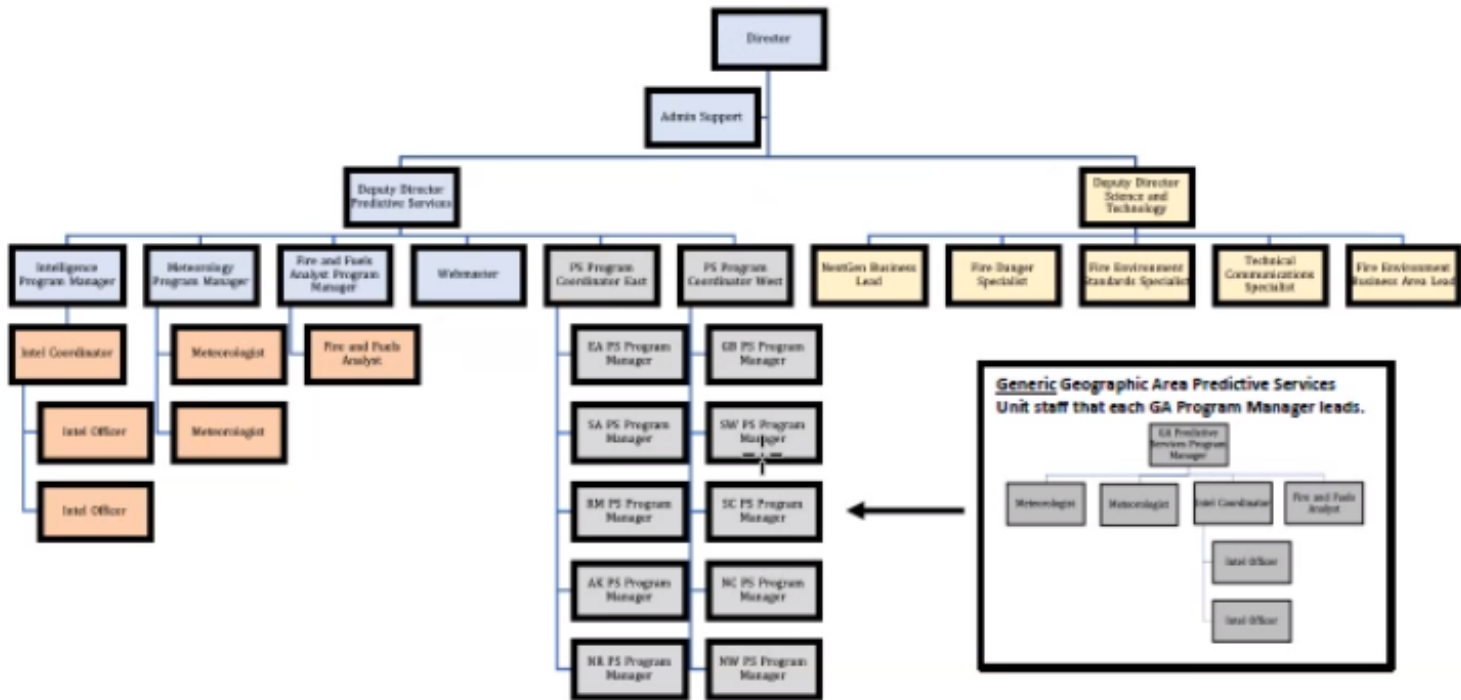 Director
Admin Support
Deputy Director
Predictive Services
Deputy Director
Science and
Technology
Intelligence
Program Manager
Meteorology
Program Manager
Fire and Fuels
Analyst Program
Manager
Webmaster
PS Program
Coordinator East
PS Program
Coordinator West
NextGen Business
Lead
Fire Danger
Specialist
Fire Environment
Standards Specialist
Technical
Communications
Specialist
Fire Environment
Business Area Lead
Intel Coordinator
Meteorologist
Fire and Fuels
Analyst
EA PS Program
Manager
GB PS Program
Manager
Intel Officer
Meteorologist
SA PS Program
Manager
SW PS Program
Manager
Intel Officer
RM PS Program
Manager
SC PS Program
Manager
AK PS Program
Manager
NC PS Program
Manager
NR PS Program
Manager
NW PS Program
Manager
Generic Geographic Area Predictive Services
Unit staff that each GA Program Manager leads.
GA Predictive
Services Program
Manager
Meteorologist
Meteorologist
Intel Coordinator
Fire and Fuels
Analyst
Intel Officer
Intel Officer